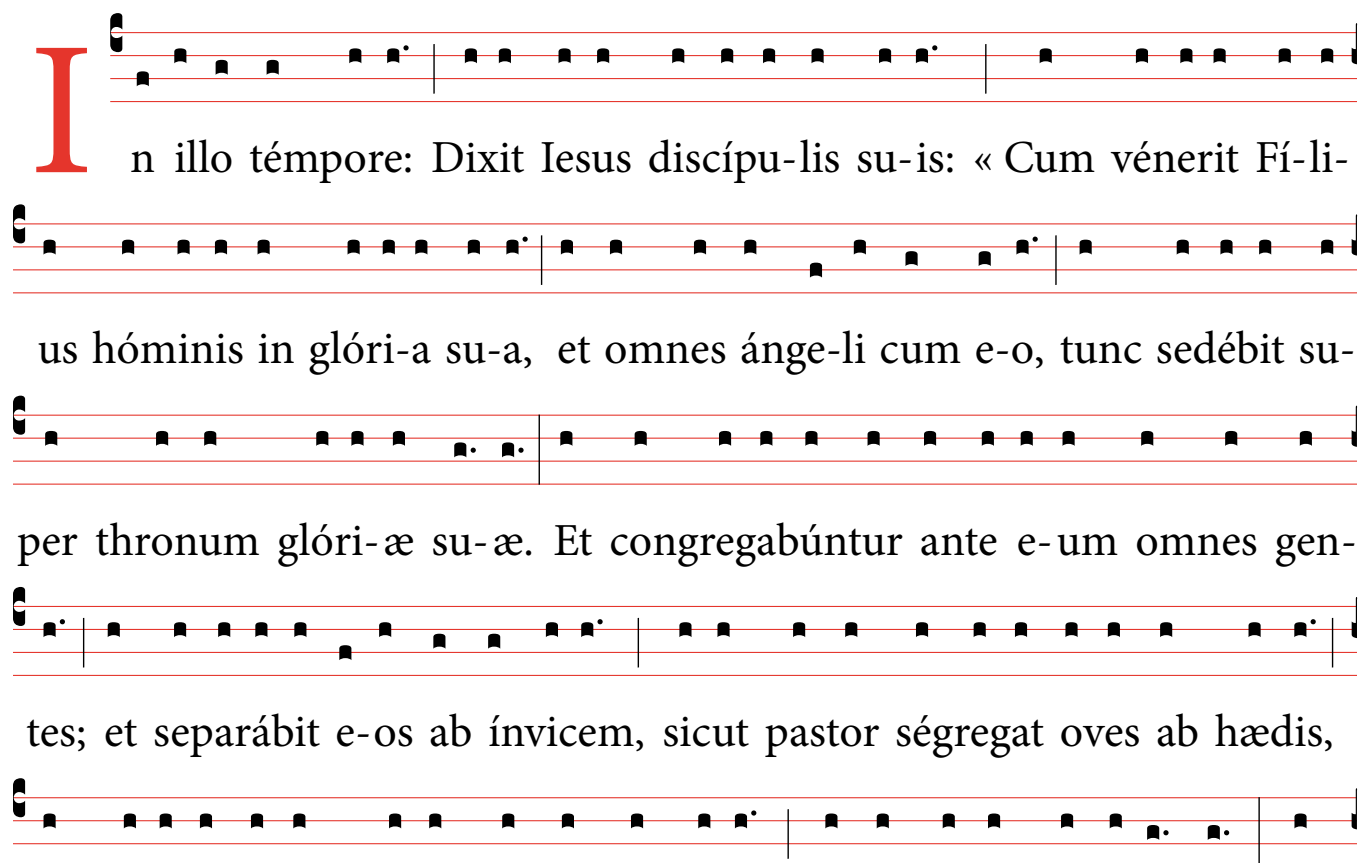 In illo témpore: Dixit Iesus discípu-lis su-is: « Cum vénerit Fí-li-
us hóminis in glóri-a su-a, et omnes ánge-li cum e-o, tunc sedébit su-
per thronum glóri-æ su-æ. Et congregabúntur ante e-um omnes gen-
tes; et separábit e-os ab ínvicem, sicut pastor ségregat oves ab hædis,